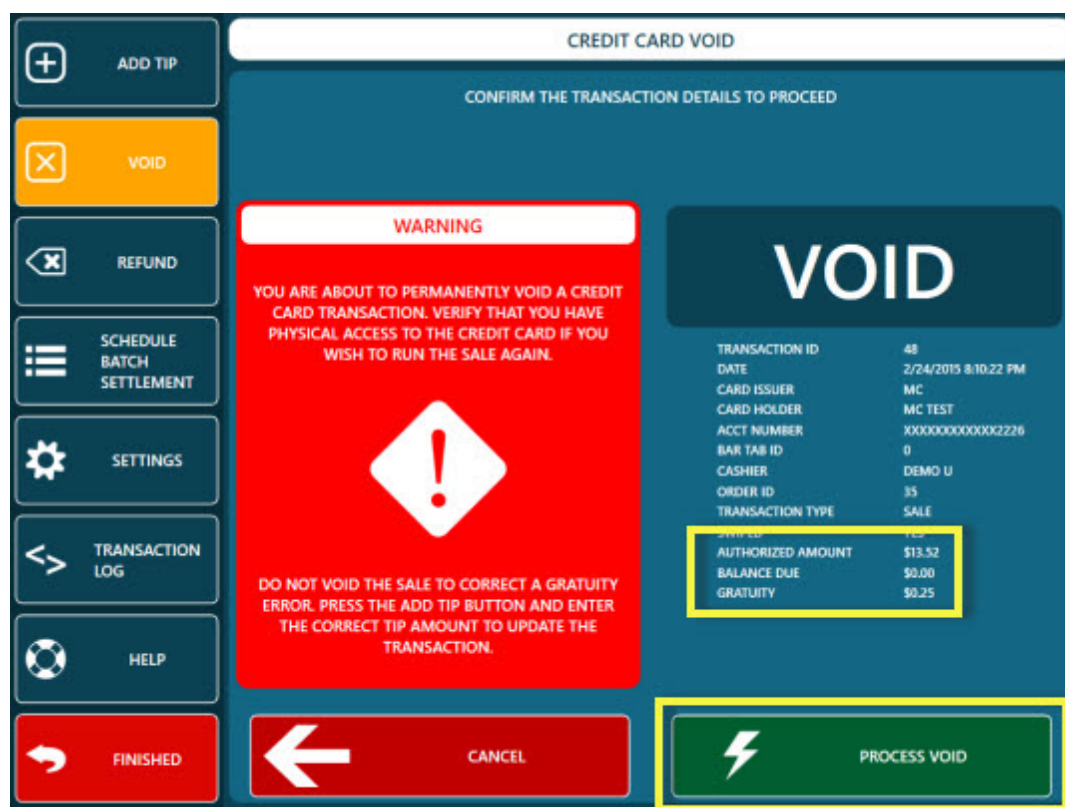 ADD TIP
VOID
REFUND
SCHEDULE
BATCH
SETTLEMENT
SETTINGS
TRANSACTION
LOG
HELP
FINISHED
CREDIT CARD VOID
CONFIRM THE TRANSACTION DETAILS TO PROCEED
WARNING
YOU ARE ABOUT TO PERMANENTLY VOID A CREDIT
CARD TRANSACTION. VERIFY THAT YOU HAVE
PHYSICAL ACCESS TO THE CREDIT CARD IF YOU
WISH TO RUN THE SALE AGAIN.
!
DO NOT VOID THE SALE TO CORRECT A GRATUITY
ERROR. PRESS THE ADD TIP BUTTON AND ENTER
THE CORRECT TIP AMOUNT TO UPDATE THE
TRANSACTION.
CANCEL
VOID
TRANSACTION ID 48
DATE 2/24/2015 8:10:22 PM
CARD ISSUER MC
CARD HOLDER MC TEST
ACCT NUMBER XXXXXXXXXXXX2226
BAR TAB ID 0
CASHIER DEMO U
ORDER ID 35
TRANSACTION TYPE SALE
SWIPED YES
AUTHORIZED AMOUNT $13.52
BALANCE DUE $0.00
GRATUITY $0.25
PROCESS VOID